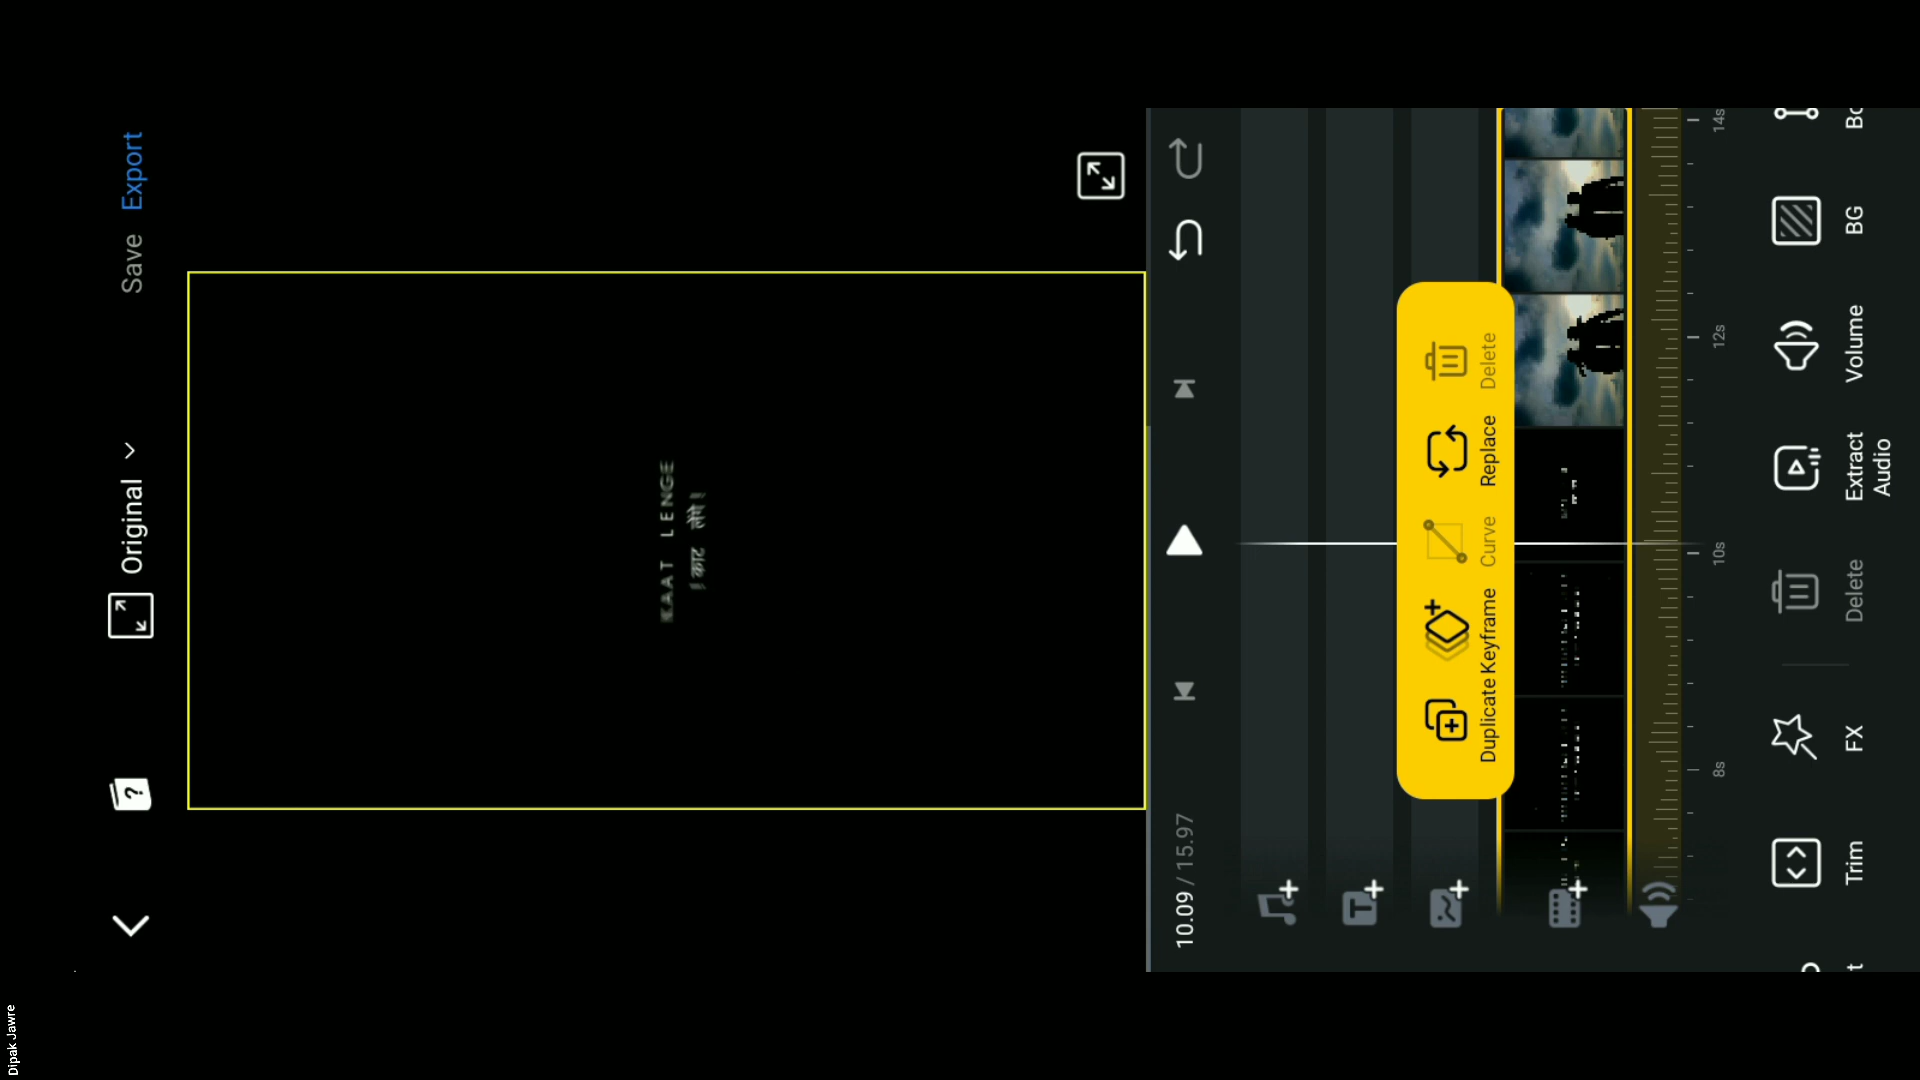 Original
Save
Export
KAAT LENGE
! काट लेंगे !
10.09 / 15.97
Duplicate
Keyframe
Curve
Replace
Delete
8s
10s
12s
14s
t
Trim
FX
Delete
Extract
Audio
Volume
BG
Bc
Dipak Jawre